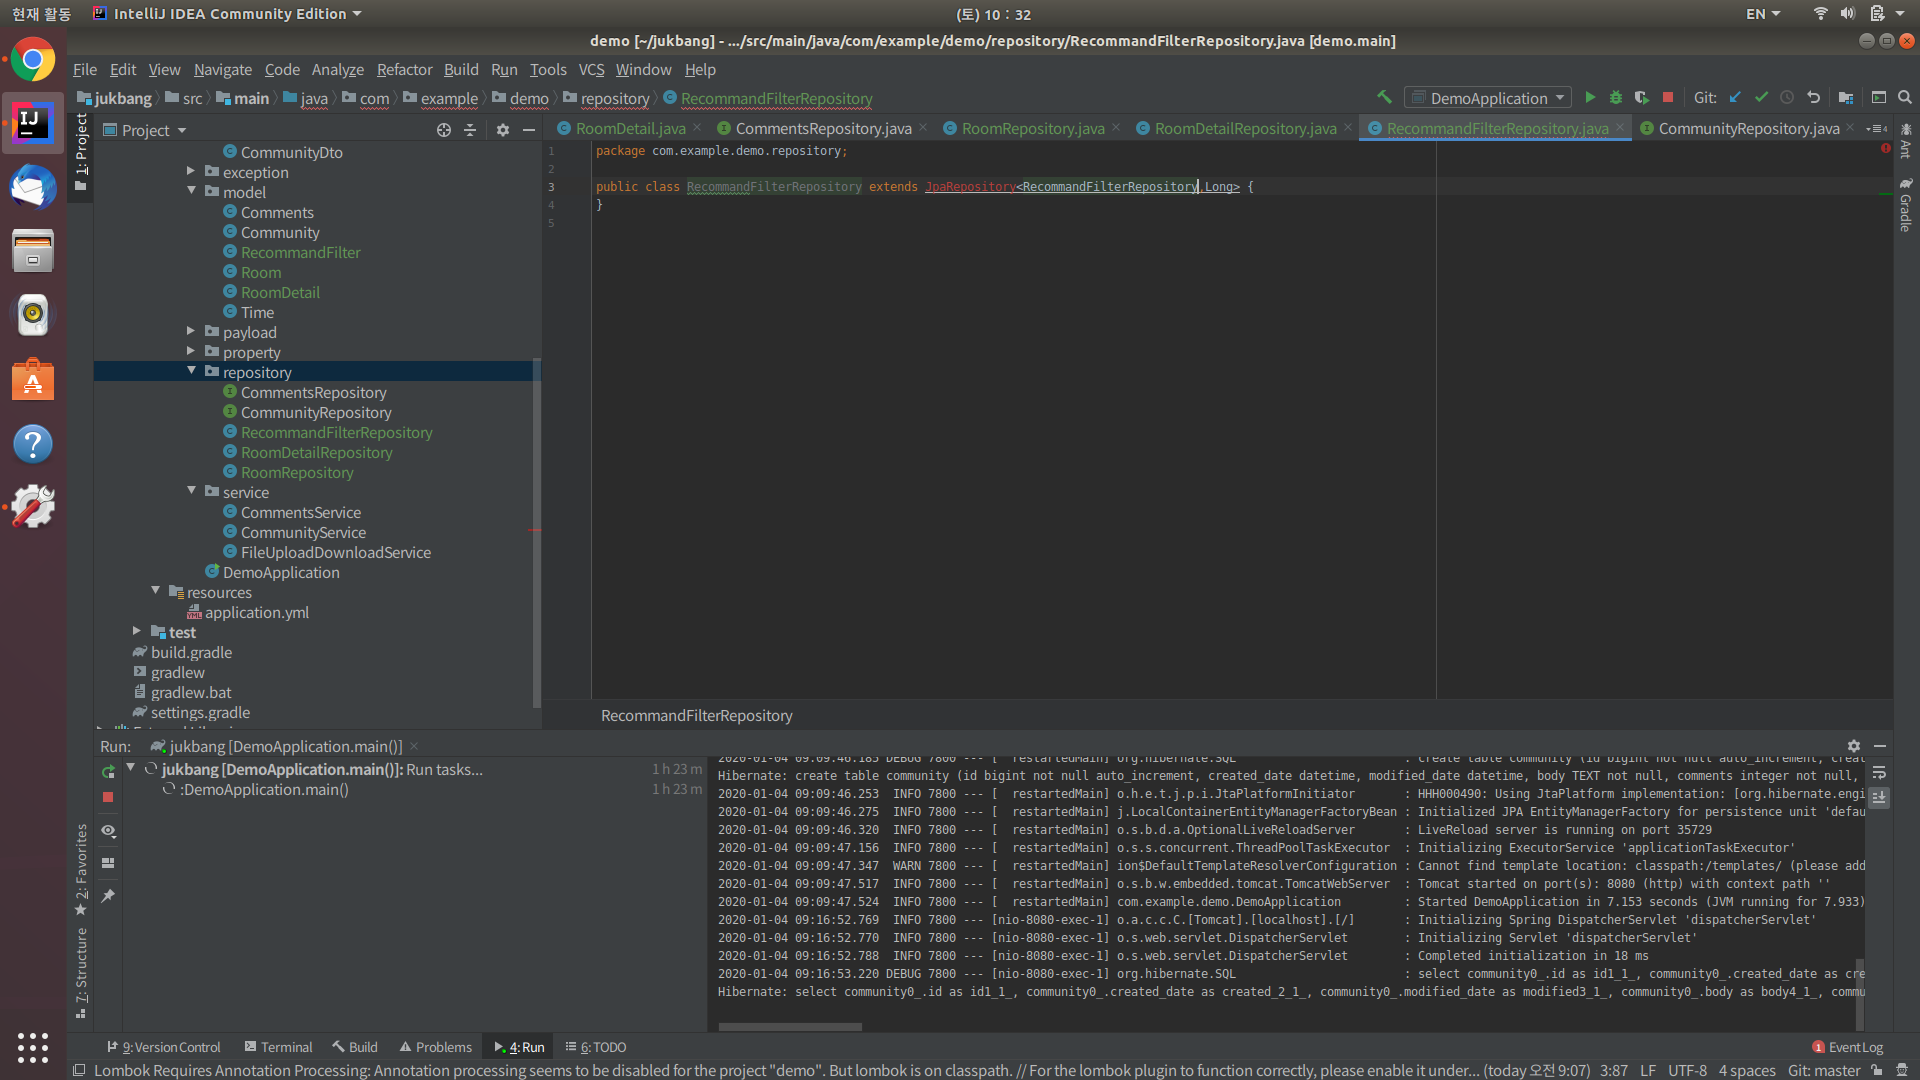 현재 활동
IntelliJ IDEA Community Edition
(토) 10 : 32
EN
demo [~/jukbang] - .../src/main/java/com/example/demo/repository/RecommandFilterRepository.java [demo.main]
File Edit View Navigate Code Analyze Refactor Build Run Tools VCS Window Help
jukbang src main java com example demo repository RecommandFilterRepository
DemoApplication
Git:
1: Project
Project
RoomDetail.java CommentsRepository.java RoomRepository.java RoomDetailRepository.java RecommandFilterRepository.java CommunityRepository.java
Ant
Gradle
CommunityDto
exception
model
Comments
Community
RecommandFilter
Room
RoomDetail
Time
payload
property
repository
CommentsRepository
CommunityRepository
RecommandFilterRepository
RoomDetailRepository
RoomRepository
service
CommentsService
CommunityService
FileUploadDownloadService
DemoApplication
resources
application.yml
test
build.gradle
gradlew
gradlew.bat
settings.gradle
1 package com.example.demo.repository;
2
3 public class RecommandFilterRepository extends JpaRepository<RecommandFilterRepository,Long> {
4 }
5
RecommandFilterRepository
Run: jukbang [DemoApplication.main()]
jukbang [DemoApplication.main()]: Run tasks... 1 h 23 m
:DemoApplication.main() 1 h 23 m
2: Favorites
7: Structure
2020-01-04 09:09:46.185 DEBUG 7800 --- [  restartedMain] org.hibernate.SQL : create table community (id bigint not null auto_increment, creat
Hibernate: create table community (id bigint not null auto_increment, created_date datetime, modified_date datetime, body TEXT not null, comments integer not null,
2020-01-04 09:09:46.253  INFO 7800 --- [  restartedMain] o.h.e.t.j.p.i.JtaPlatformInitiator : HHH000490: Using JtaPlatform implementation: [org.hibernate.engi
2020-01-04 09:09:46.275  INFO 7800 --- [  restartedMain] j.LocalContainerEntityManagerFactoryBean : Initialized JPA EntityManagerFactory for persistence unit 'defau
2020-01-04 09:09:46.320  INFO 7800 --- [  restartedMain] o.s.b.d.a.OptionalLiveReloadServer : LiveReload server is running on port 35729
2020-01-04 09:09:47.156  INFO 7800 --- [  restartedMain] o.s.s.concurrent.ThreadPoolTaskExecutor : Initializing ExecutorService 'applicationTaskExecutor'
2020-01-04 09:09:47.347  WARN 7800 --- [  restartedMain] ion$DefaultTemplateResolverConfiguration : Cannot find template location: classpath:/templates/ (please add
2020-01-04 09:09:47.517  INFO 7800 --- [  restartedMain] o.s.b.w.embedded.tomcat.TomcatWebServer : Tomcat started on port(s): 8080 (http) with context path ''
2020-01-04 09:09:47.524  INFO 7800 --- [  restartedMain] com.example.demo.DemoApplication : Started DemoApplication in 7.153 seconds (JVM running for 7.933)
2020-01-04 09:16:52.769  INFO 7800 --- [nio-8080-exec-1] o.a.c.c.C.[Tomcat].[localhost].[/] : Initializing Spring DispatcherServlet 'dispatcherServlet'
2020-01-04 09:16:52.770  INFO 7800 --- [nio-8080-exec-1] o.s.web.servlet.DispatcherServlet : Initializing Servlet 'dispatcherServlet'
2020-01-04 09:16:52.788  INFO 7800 --- [nio-8080-exec-1] o.s.web.servlet.DispatcherServlet : Completed initialization in 18 ms
2020-01-04 09:16:53.220 DEBUG 7800 --- [nio-8080-exec-1] org.hibernate.SQL : select community0_.id as id1_1_, community0_.created_date as cre
Hibernate: select community0_.id as id1_1_, community0_.created_date as created_2_1_, community0_.modified_date as modified3_1_, community0_.body as body4_1_, commu
9: Version Control Terminal Build Problems 4: Run 6: TODO 1 Event Log
Lombok Requires Annotation Processing: Annotation processing seems to be disabled for the project "demo". But lombok is on classpath. // For the lombok plugin to function correctly, please enable it under... (today 오전 9:07) 3:87 LF UTF-8 4 spaces Git: master